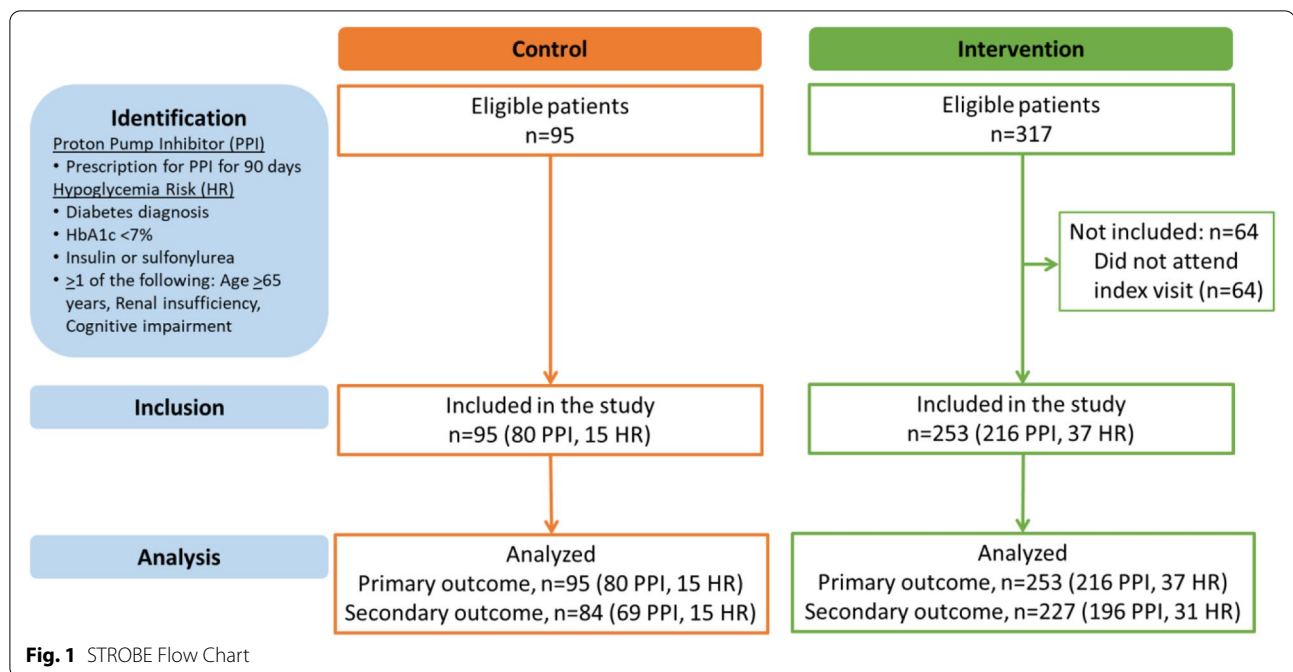 Control
Intervention
Identification
Proton Pump Inhibitor (PPI)
• Prescription for PPI for 90 days
Hypoglycemia Risk (HR)
• Diabetes diagnosis
• HbA1c <7%
• Insulin or sulfonylurea
• ≥1 of the following: Age ≥65
years, Renal insufficiency,
Cognitive impairment
Eligible patients
n=95
Eligible patients
n=317
Not included: n=64
Did not attend
index visit (n=64)
Inclusion
Included in the study
n=95 (80 PPI, 15 HR)
Included in the study
n=253 (216 PPI, 37 HR)
Analysis
Analyzed
Primary outcome, n=95 (80 PPI, 15 HR)
Secondary outcome, n=84 (69 PPI, 15 HR)
Analyzed
Primary outcome, n=253 (216 PPI, 37 HR)
Secondary outcome, n=227 (196 PPI, 31 HR)
Fig. 1 STROBE Flow Chart